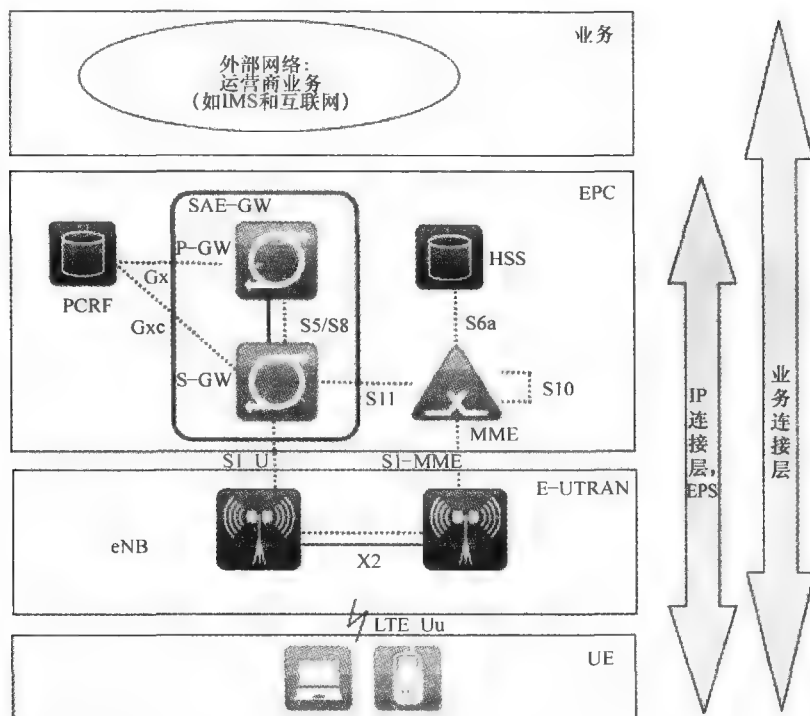 业务
外部网络：
运营商业务
（如IMS和互联网）
EPC
SAE-GW
P-GW
HSS
Gx
PCRF
Gxc
S5/S8
S6a
S-GW
S11
S10
MME
S1 U
S1-MME
E-UTRAN
eNB
X2
LTE Uu
UE
IP
连
接
层，
EPS
业
务
连
接
层